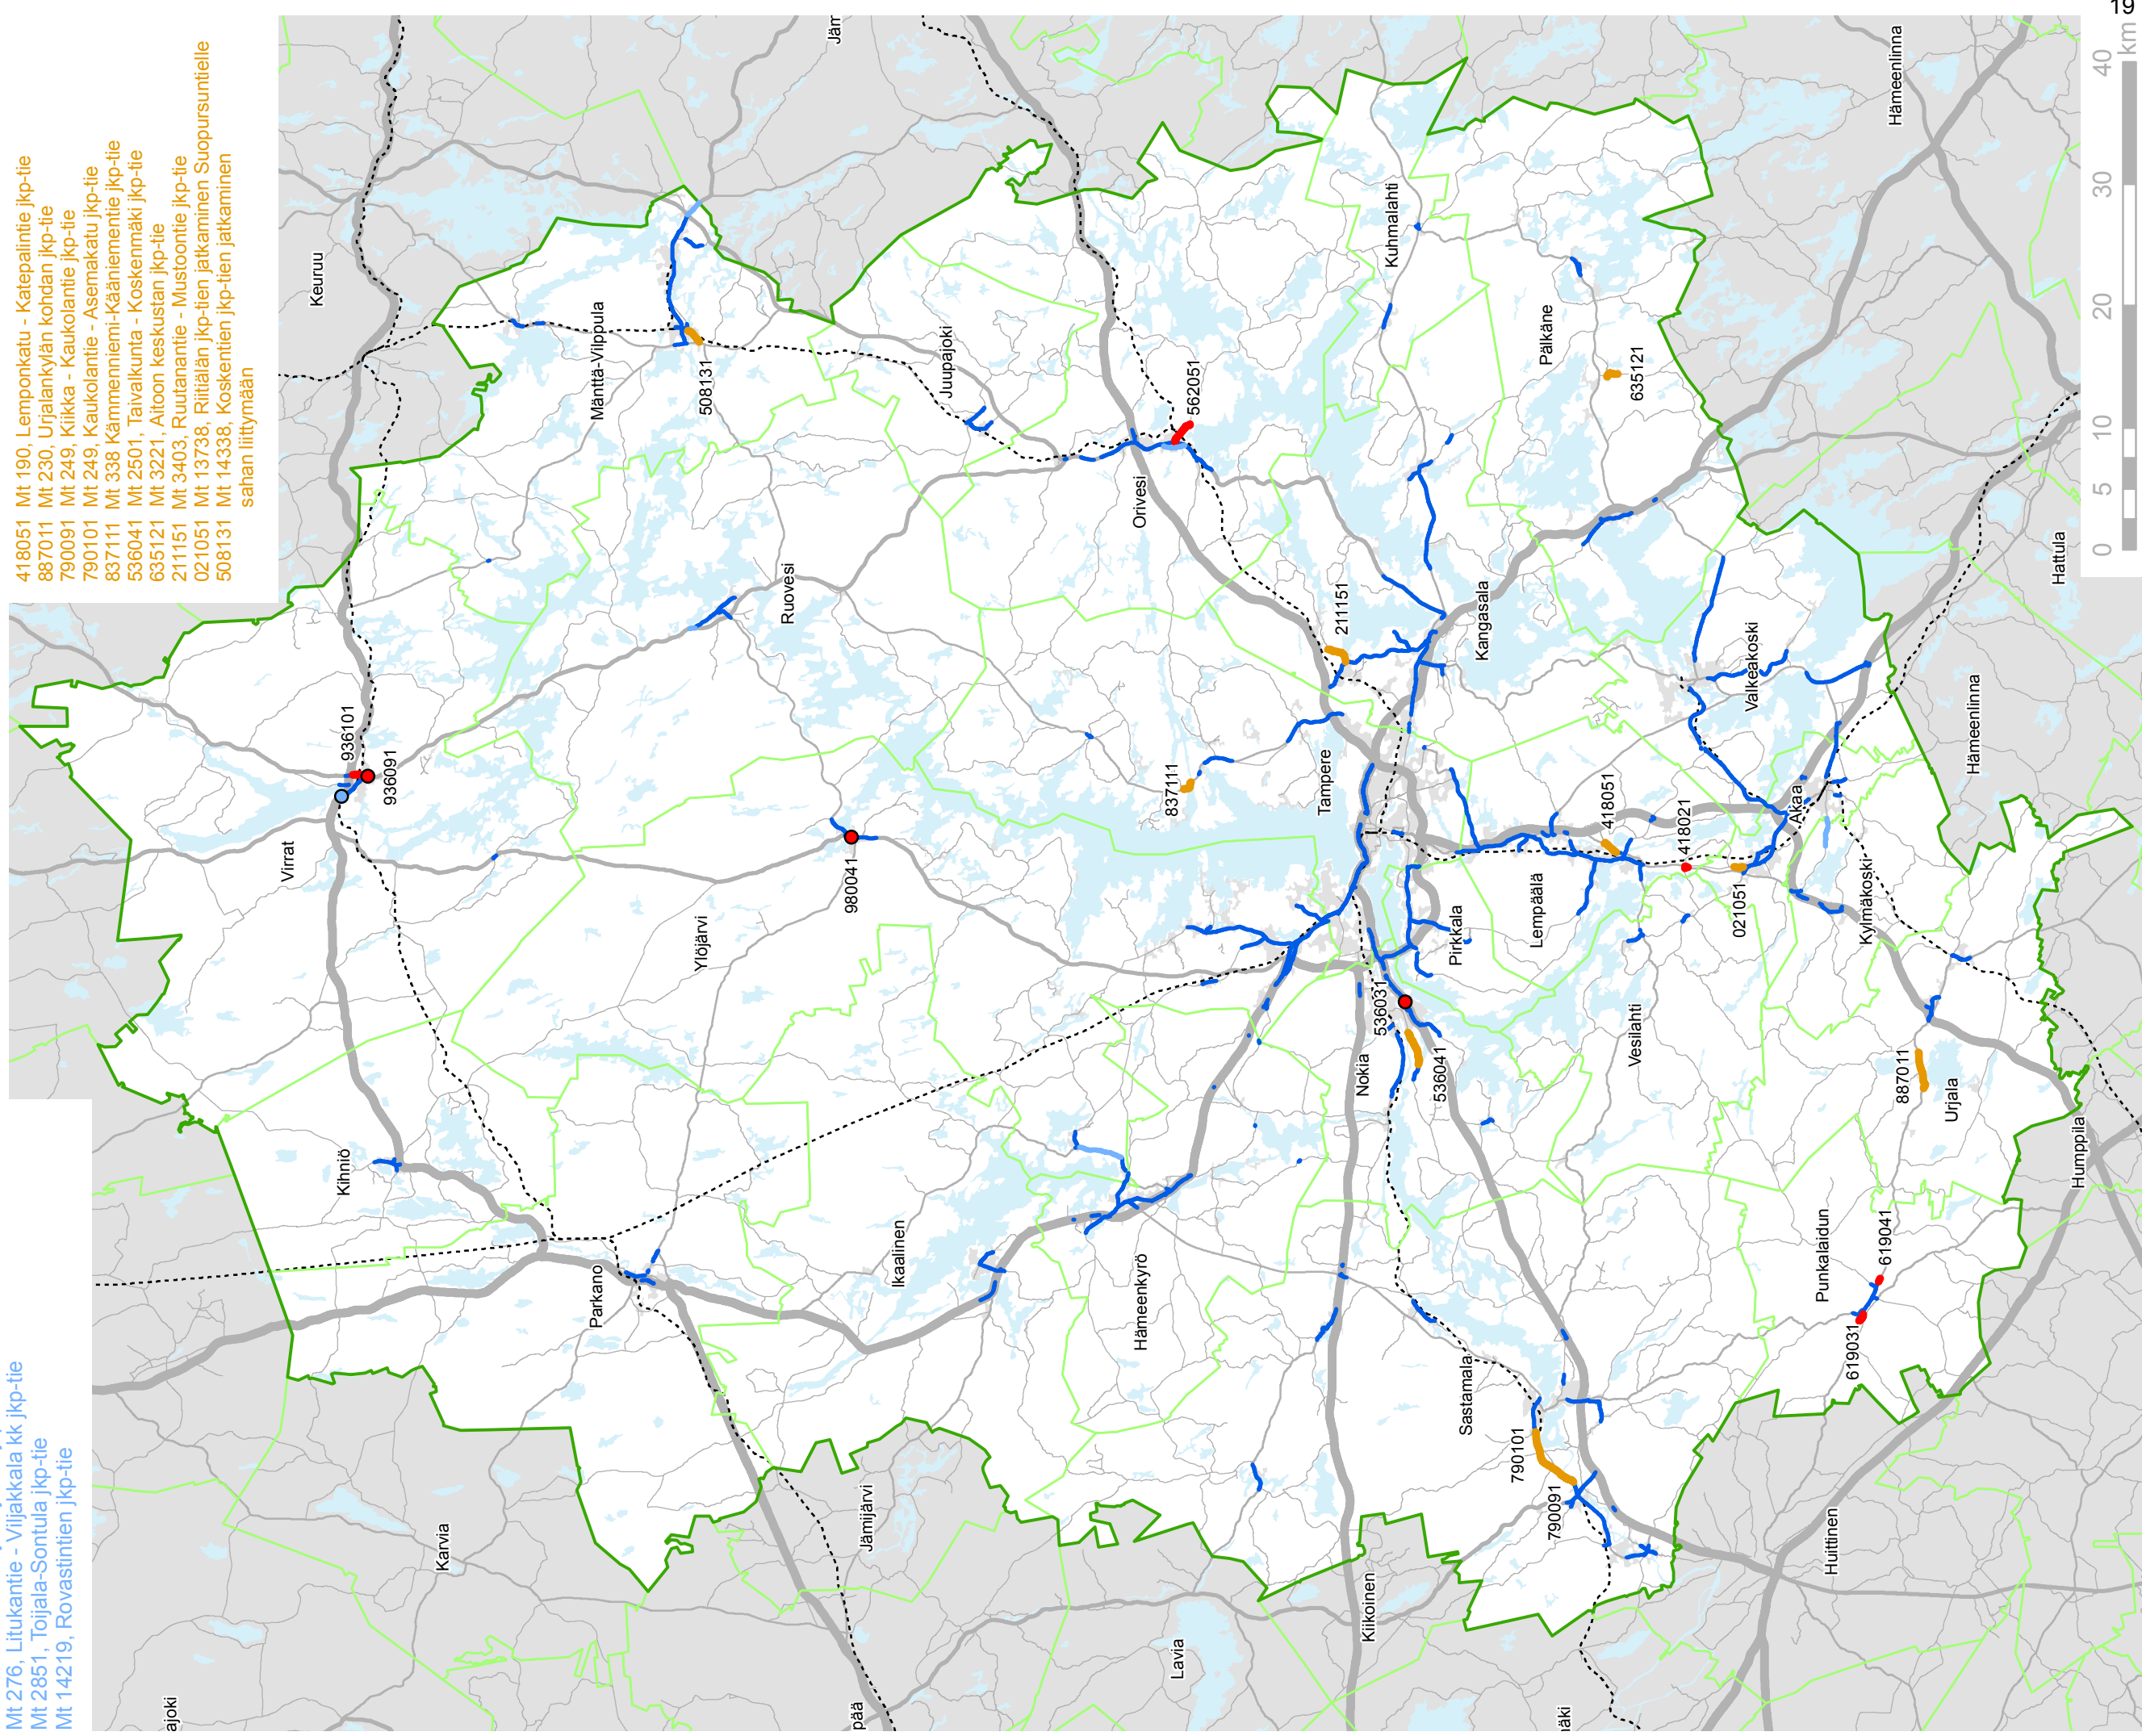 19
418051 Mt 190, Lemponkatu - Katepalintie jkp-tie
887011 Mt 230, Urjalankylän kohdan jkp-tie
790091 Mt 249, Kiikka - Kaukolantie jkp-tie
790101 Mt 249, Kaukolantie - Asemakatu jkp-tie
837111 Mt 338 Kämmenniemi-Kääniementie jkp-tie
536041 Mt 2501, Taivalkunta - Koskenmäki jkp-tie
635121 Mt 3221, Aitoon keskustan jkp-tie
211151 Mt 3403, Ruutanantie - Mustoontie jkp-tie
021051 Mt 13738, Riitiälän jkp-tien jatkaminen Suopursuntielle
508131 Mt 14338, Koskentien jkp-tien jatkaminen
sahan liittymään
Mt 276, Litukantie - Viljakkala kk jkp-tie
Mt 2851, Toijala-Sontula jkp-tie
Mt 14219, Rovastintien jkp-tie
Keuruu
Jäm
Mänttä-Vilppula
508131
Juupajoki
562051
Orivesi
Kuhmalahti
Pälkäne
635121
Hämeenlinna
Ruovesi
211151
Kangasala
Valkeakoski
Hattula
Hämeenlinna
936101
936091
Virrat
980041
Ylöjärvi
837111
Tampere
418051
418021
Akaa
Lempäälä
Pirkkala
021051
Kylmäkoski
Kihniö
536031
Nokia
536041
Vesilahti
887011
Urjala
Humppila
Parkano
Ikaalinen
Hämeenkyrö
Sastamala
Punkalaidun
619041
619031
790101
790091
Karvia
Jämijärvi
Lavia
Kiikoinen
Huittinen
ajoki
pää
äki
0 5 10 20 30 40
km